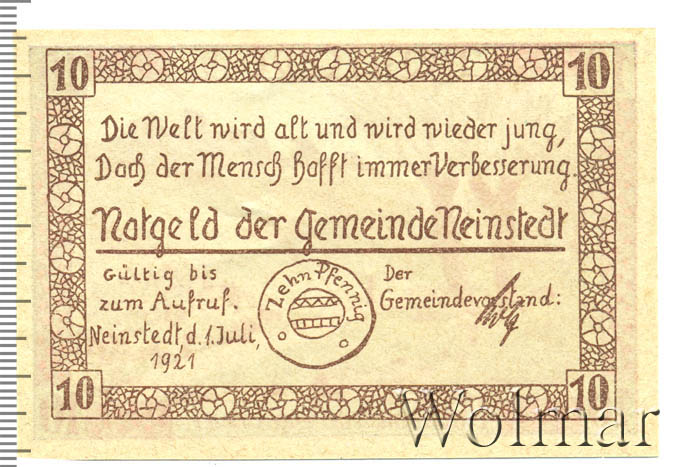 10 10
Die Welt wird alt und wird wieder jung,
Doch der Mensch hofft immer Verbesserung.
Notgeld der Gemeinde Neinstedt
Gültig bis
zum Aufruf.
Neinstedt, d. 1. Juli,
1921
Zehn Pfennig
Der
Gemeindevorstand:
10 10
Wolmar